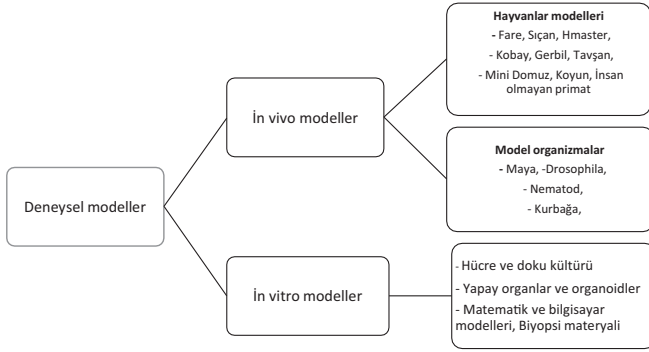 Hayvanlar modelleri
- Fare, Sıçan, Hmaster,
- Kobay, Gerbil, Tavşan,
- Mini Domuz, Koyun, İnsan
olmayan primat
İn vivo modeller
Model organizmalar
- Maya, -Drosophila,
- Nematod,
- Kurbağa,
Deneysel modeller
İn vitro modeller
- Hücre ve doku kültürü
- Yapay organlar ve organoidler
- Matematik ve bilgisayar
modelleri, Biyopsi materyali